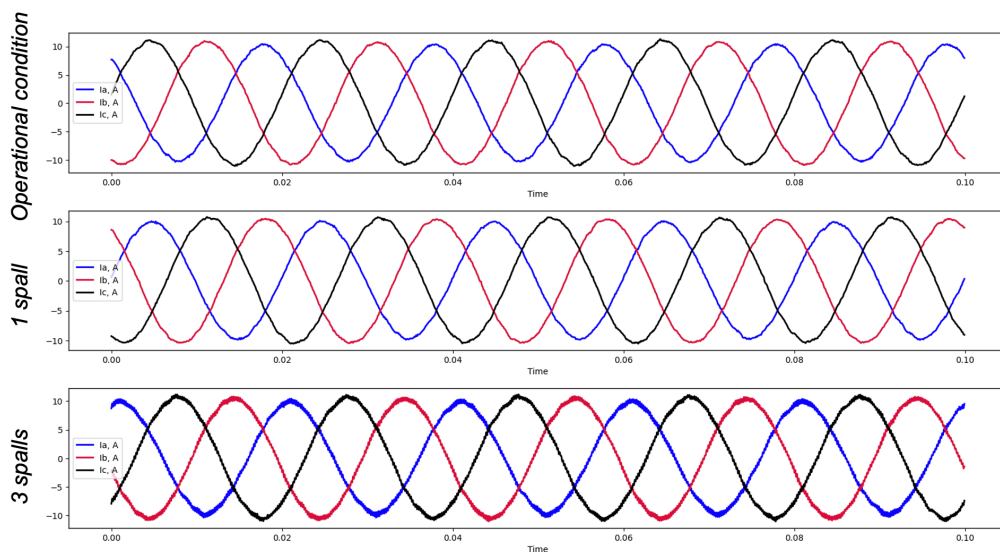 Operational condition
10
5
0
−5
−10
Ia, A
Ib, A
Ic, A
0.00 0.02 0.04 0.06 0.08 0.10
Time
1 spall
10
5
0
−5
−10
Ia, A
Ib, A
Ic, A
0.00 0.02 0.04 0.06 0.08 0.10
Time
3 spalls
10
5
0
−5
−10
Ia, A
Ib, A
Ic, A
0.00 0.02 0.04 0.06 0.08 0.10
Time